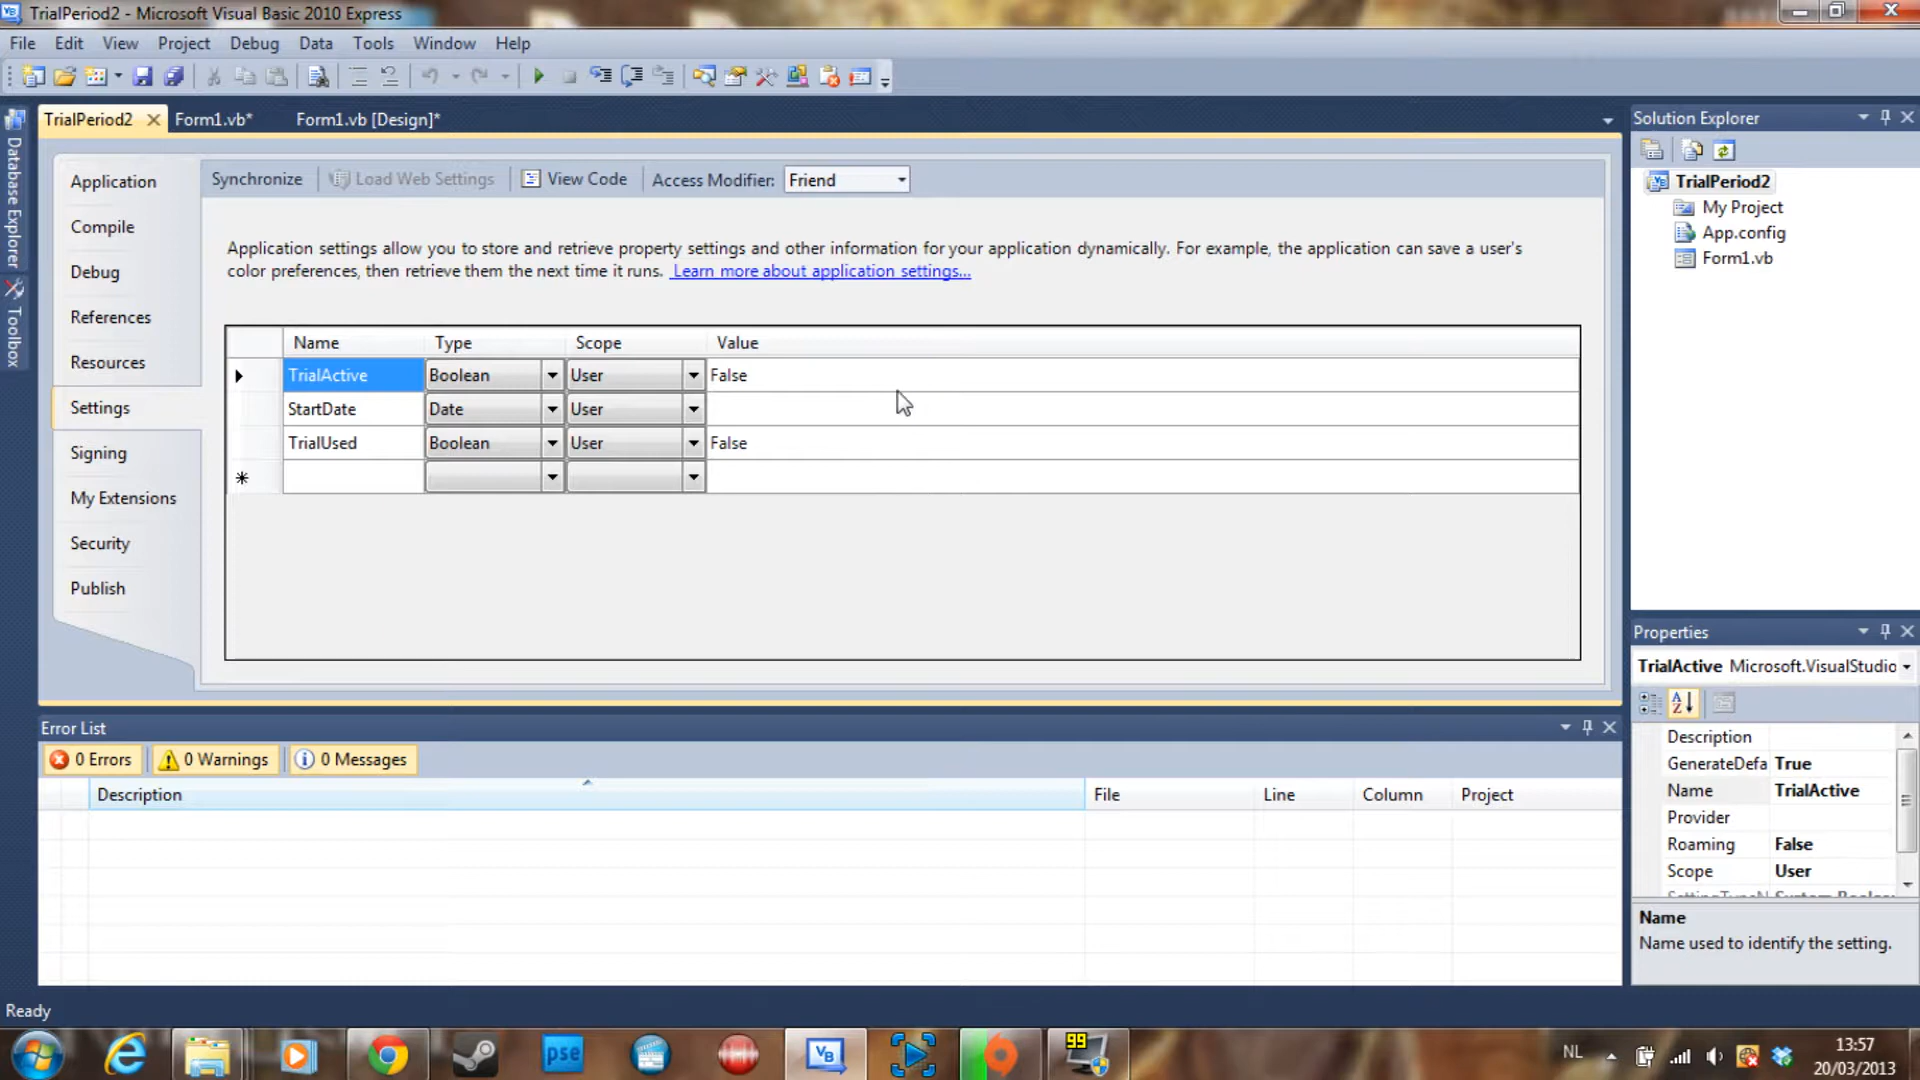 TrialPeriod2 - Microsoft Visual Basic 2010 Express
File Edit View Project Debug Data Tools Window Help
TrialPeriod2 Form1.vb* Form1.vb [Design]*
Database Explorer
Toolbox
Application
Compile
Debug
References
Resources
Settings
Signing
My Extensions
Security
Publish
Synchronize Load Web Settings View Code Access Modifier: Friend
Application settings allow you to store and retrieve property settings and other information for your application dynamically. For example, the application can save a user's
color preferences, then retrieve them the next time it runs. Learn more about application settings...
Name Type Scope Value
TrialActive Boolean User False
StartDate Date User
TrialUsed Boolean User False
Solution Explorer
TrialPeriod2
My Project
App.config
Form1.vb
Properties
TrialActive Microsoft.VisualStudio
Description
GenerateDefa True
Name TrialActive
Provider
Roaming False
Scope User
Name
Name used to identify the setting.
Error List
0 Errors 0 Warnings 0 Messages
Description File Line Column Project
Ready
pse
VB
99
NL
13:57
20/03/2013